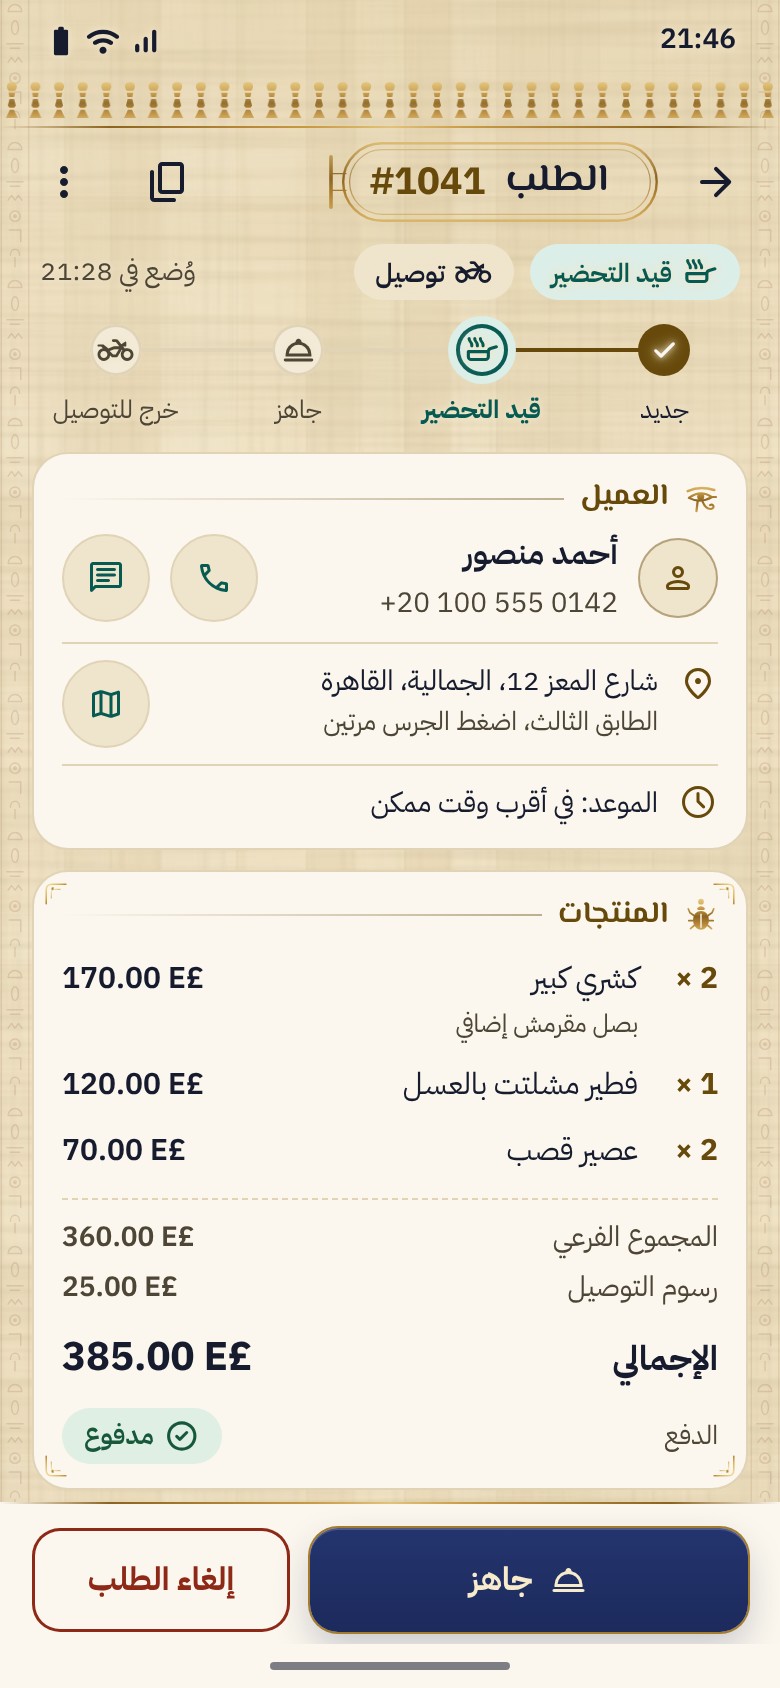 21:46
الطلب #1041
قيد التحضير
توصيل
وُضع في 21:28
جديد
قيد التحضير
جاهز
خرج للتوصيل
العميل
أحمد منصور
+20 100 555 0142
شارع المعز 12، الجمالية، القاهرة
الطابق الثالث، اضغط الجرس مرتين
الموعد: في أقرب وقت ممكن
المنتجات
2 × كشري كبير 170.00 E£
بصل مقرمش إضافي
1 × فطير مشلتت بالعسل 120.00 E£
2 × عصير قصب 70.00 E£
المجموع الفرعي 360.00 E£
رسوم التوصيل 25.00 E£
الإجمالي 385.00 E£
الدفع مدفوع
جاهز
إلغاء الطلب